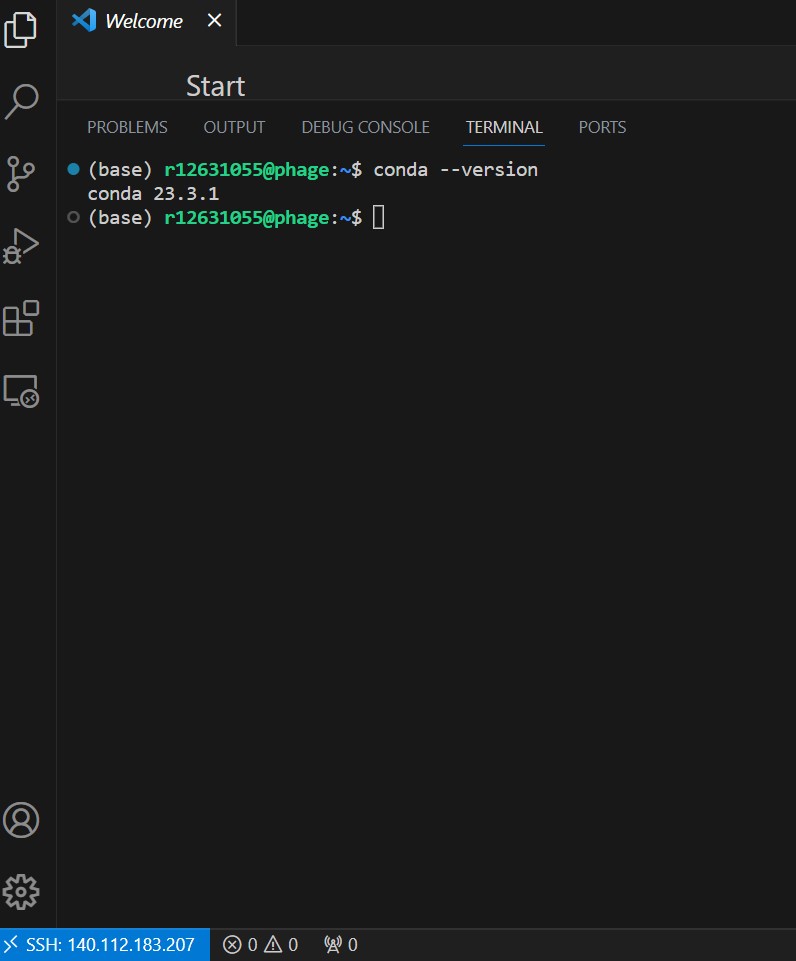 Welcome
Start
PROBLEMS OUTPUT DEBUG CONSOLE TERMINAL PORTS
(base) r12631055@phage:~$ conda --version
conda 23.3.1
(base) r12631055@phage:~$
SSH: 140.112.183.207 0 0 0